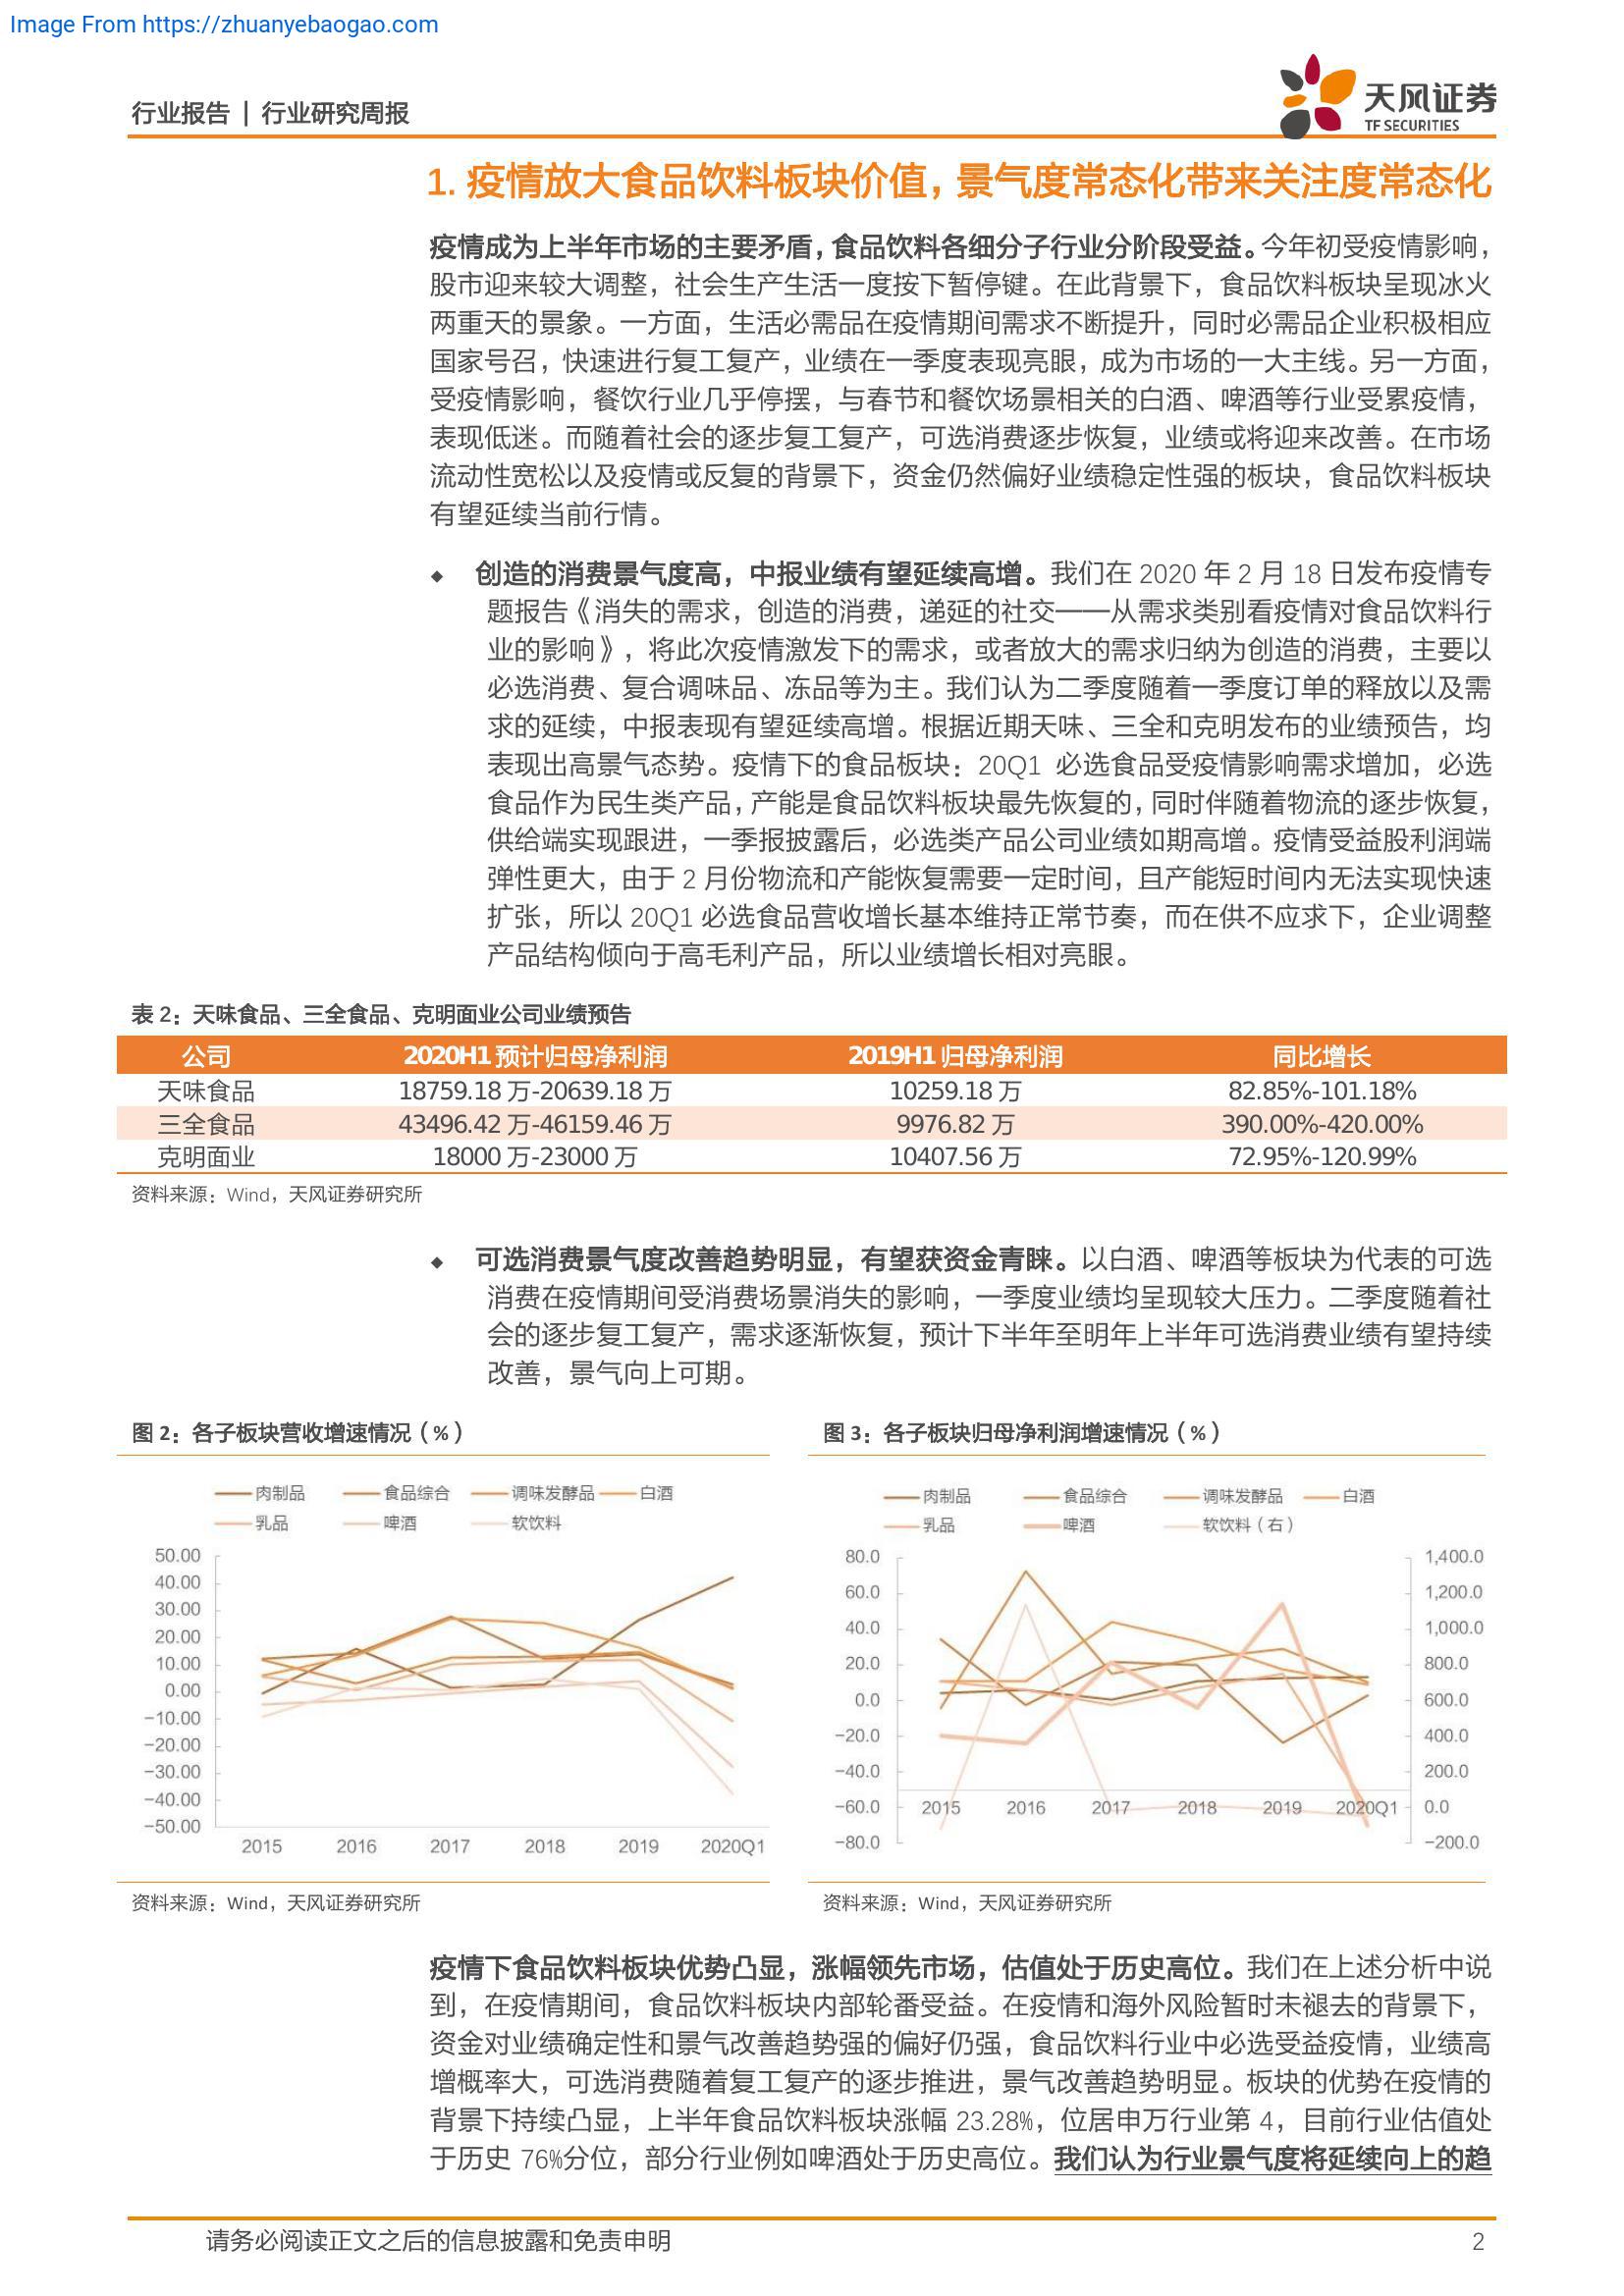 Image From https://zhuanyebaogao.com
行业报告 | 行业研究周报
天风证券
TF SECURITIES
1. 疫情放大食品饮料板块价值，景气度常态化带来关注度常态化
疫情成为上半年市场的主要矛盾，食品饮料各细分子行业分阶段受益。今年初受疫情影响，
股市迎来较大调整，社会生产生活一度按下暂停键。在此背景下，食品饮料板块呈现冰火
两重天的景象。一方面，生活必需品在疫情期间需求不断提升，同时必需品企业积极相应
国家号召，快速进行复工复产，业绩在一季度表现亮眼，成为市场的一大主线。另一方面，
受疫情影响，餐饮行业几乎停摆，与春节和餐饮场景相关的白酒、啤酒等行业受累疫情，
表现低迷。而随着社会的逐步复工复产，可选消费逐步恢复，业绩或将迎来改善。在市场
流动性宽松以及疫情或反复的背景下，资金仍然偏好业绩稳定性强的板块，食品饮料板块
有望延续当前行情。
◆ 创造的消费景气度高，中报业绩有望延续高增。我们在 2020 年 2 月 18 日发布疫情专
题报告《消失的需求，创造的消费，递延的社交——从需求类别看疫情对食品饮料行
业的影响》，将此次疫情激发下的需求，或者放大的需求归纳为创造的消费，主要以
必选消费、复合调味品、冻品等为主。我们认为二季度随着一季度订单的释放以及需
求的延续，中报表现有望延续高增。根据近期天味、三全和克明发布的业绩预告，均
表现出高景气态势。疫情下的食品板块：20Q1 必选食品受疫情影响需求增加，必选
食品作为民生类产品，产能是食品饮料板块最先恢复的，同时伴随着物流的逐步恢复，
供给端实现跟进，一季报披露后，必选类产品公司业绩如期高增。疫情受益股利润端
弹性更大，由于 2 月份物流和产能恢复需要一定时间，且产能短时间内无法实现快速
扩张，所以 20Q1 必选食品营收增长基本维持正常节奏，而在供不应求下，企业调整
产品结构倾向于高毛利产品，所以业绩增长相对亮眼。
表 2：天味食品、三全食品、克明面业公司业绩预告
公司 2020H1 预计归母净利润 2019H1 归母净利润 同比增长
天味食品 18759.18 万-20639.18 万 10259.18 万 82.85%-101.18%
三全食品 43496.42 万-46159.46 万 9976.82 万 390.00%-420.00%
克明面业 18000 万-23000 万 10407.56 万 72.95%-120.99%
资料来源：Wind，天风证券研究所
◆ 可选消费景气度改善趋势明显，有望获资金青睐。以白酒、啤酒等板块为代表的可选
消费在疫情期间受消费场景消失的影响，一季度业绩均呈现较大压力。二季度随着社
会的逐步复工复产，需求逐渐恢复，预计下半年至明年上半年可选消费业绩有望持续
改善，景气向上可期。
图 2：各子板块营收增速情况（%）
肉制品 食品综合 调味发酵品 白酒
乳品 啤酒 软饮料
50.00
40.00
30.00
20.00
10.00
0.00
−10.00
−20.00
−30.00
−40.00
−50.00
2015 2016 2017 2018 2019 2020Q1
资料来源：Wind，天风证券研究所
图 3：各子板块归母净利润增速情况（%）
肉制品 食品综合 调味发酵品 白酒
乳品 啤酒 软饮料（右）
80.0 1,400.0
60.0 1,200.0
40.0 1,000.0
20.0 800.0
0.0 600.0
−20.0 400.0
−40.0 200.0
−60.0 2015 2016 2017 2018 2019 2020Q1 0.0
−80.0 −200.0
资料来源：Wind，天风证券研究所
疫情下食品饮料板块优势凸显，涨幅领先市场，估值处于历史高位。我们在上述分析中说
到，在疫情期间，食品饮料板块内部轮番受益。在疫情和海外风险暂时未褪去的背景下，
资金对业绩确定性和景气改善趋势强的偏好仍强，食品饮料行业中必选受益疫情，业绩高
增概率大，可选消费随着复工复产的逐步推进，景气改善趋势明显。板块的优势在疫情的
背景下持续凸显，上半年食品饮料板块涨幅 23.28%，位居申万行业第 4，目前行业估值处
于历史 76%分位，部分行业例如啤酒处于历史高位。我们认为行业景气度将延续向上的趋
请务必阅读正文之后的信息披露和免责申明 2